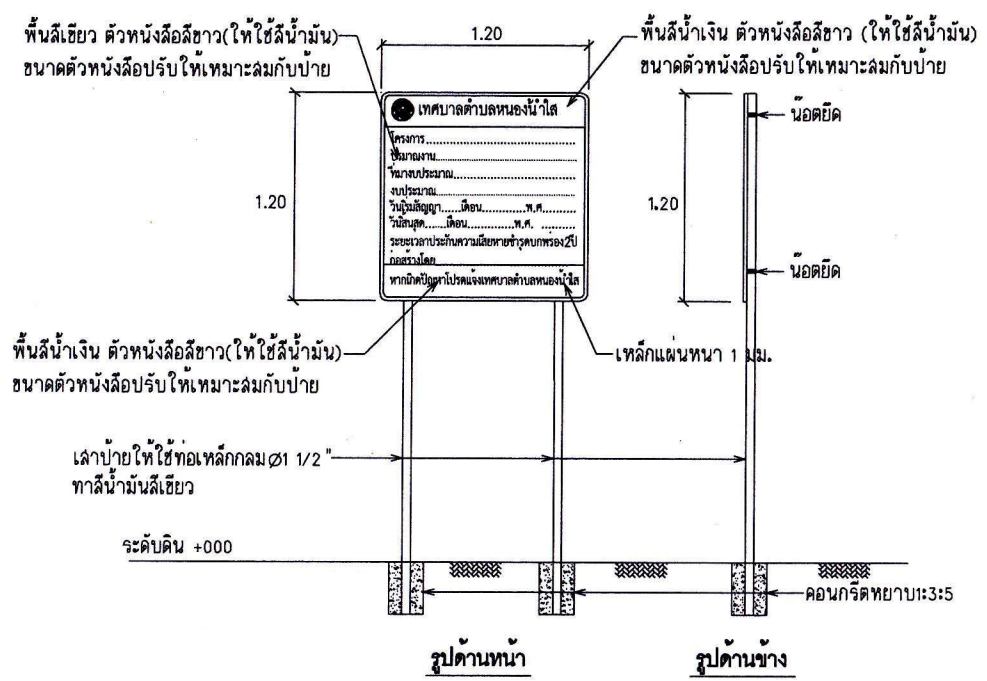 พื้นสีเขียว ตัวหนังสือสีขาว(ให้ใช้สีน้ำมัน)
ขนาดตัวหนังสือปรับให้เหมาะสมกับป้าย
1.20
พื้นสีน้ำเงิน ตัวหนังสือสีขาว (ให้ใช้สีน้ำมัน)
ขนาดตัวหนังสือปรับให้เหมาะสมกับป้าย
เทศบาลตำบลหนองน้ำใส
โครงการ
ปริมาณงาน
ที่มางบประมาณ
งบประมาณ
วันเริ่มสัญญา......เดือน............พ.ศ.........
วันสิ้นสุด......เดือน............พ.ศ. .........
ระยะเวลาประกันความเสียหายชำรุดบกพร่อง2ปี
ก่อสร้างโดย
หากเกิดปัญหาโปรดแจ้งเทศบาลตำบลหนองน้ำใส
1.20
1.20
น๊อตยึด
น๊อตยึด
พื้นสีน้ำเงิน ตัวหนังสือสีขาว(ให้ใช้สีน้ำมัน)
ขนาดตัวหนังสือปรับให้เหมาะสมกับป้าย
เหล็กแผ่นหนา 1 มม.
เสาป้ายให้ใช้ท่อเหล็กกลม Ø1 1/2 "
ทาสีน้ำมันสีเขียว
ระดับดิน +000
คอนกรีตหยาบ1:3:5
รูปด้านหน้า
รูปด้านข้าง